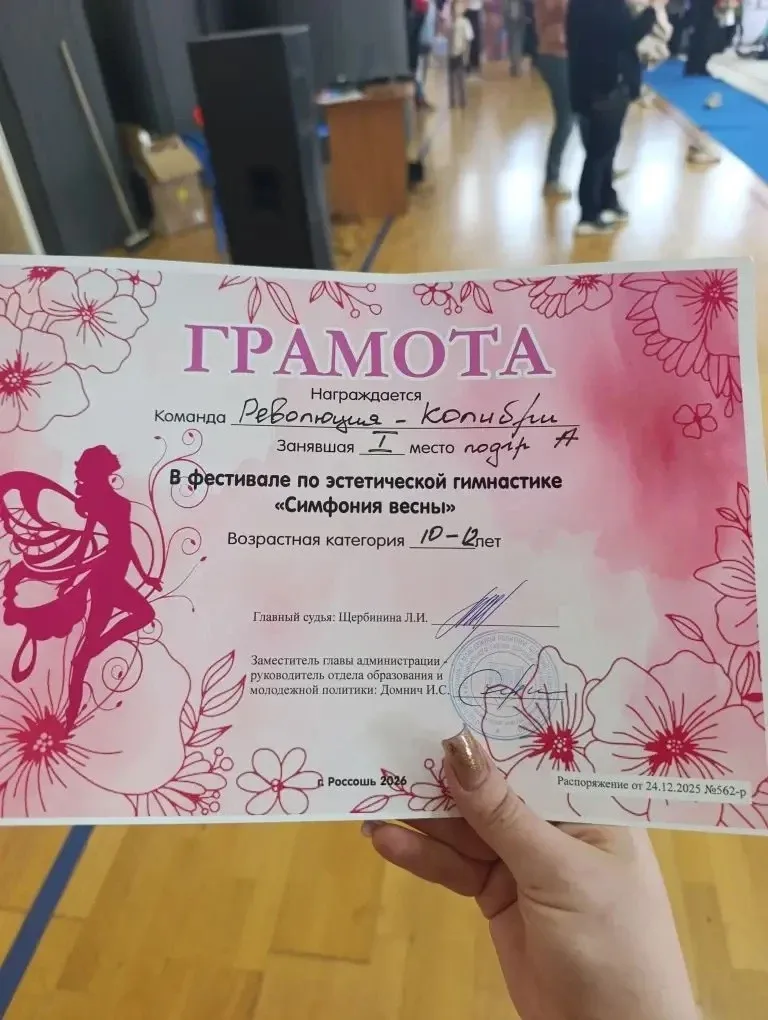 ГРАМОТА
Награждается
Команда Революция - Колибри
Занявшая I место подгр А
В фестивале по эстетической гимнастике
«Симфония весны»
Возрастная категория 10-12 лет
Главный судья: Щербинина Л.И.
Заместитель главы администрации -
руководитель отдела образования и
молодежной политики: Домнич И.С.
г. Россошь 2026
Распоряжение от 24.12.2025 №562-р